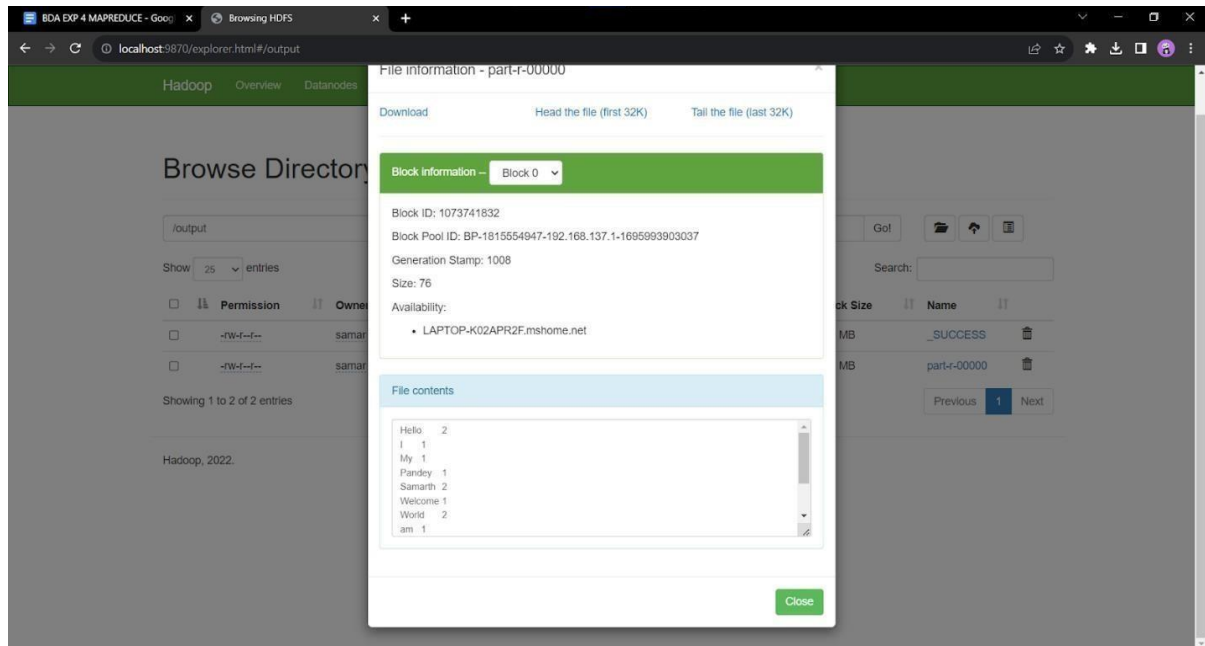 BDA EXP 4 MAPREDUCE - Goog
Browsing HDFS
localhost:9870/explorer.html#/output
Hadoop Overview Datanodes
File information - part-r-00000
Download Head the file (first 32K) Tail the file (last 32K)
Browse Directory
Block information -- Block 0
Block ID: 1073741832
Block Pool ID: BP-1815554947-192.168.137.1-1695993903037
Generation Stamp: 1008
Size: 76
Availability:
LAPTOP-K02APR2F.mshome.net
/output
Go!
Show 25 entries
Search:
Permission Owne ck Size Name
-rw-r--r-- samar MB _SUCCESS
-rw-r--r-- samar MB part-r-00000
Showing 1 to 2 of 2 entries
Previous 1 Next
File contents
Hello 2
I 1
My 1
Pandey 1
Samarth 2
Welcome 1
World 2
am 1
Hadoop, 2022.
Close